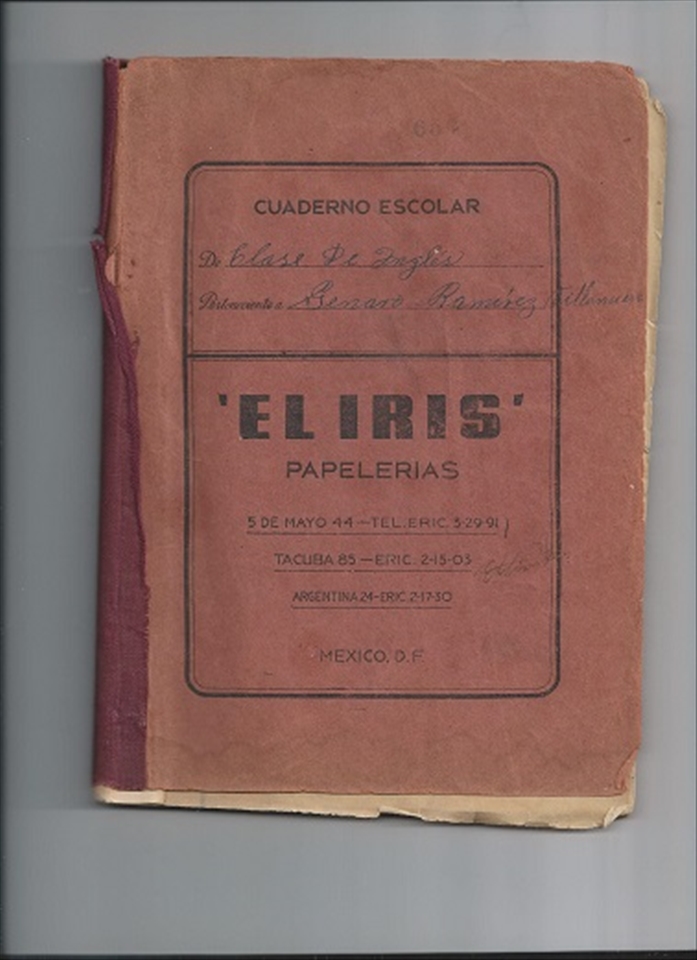 CUADERNO ESCOLAR
De Clase De Inglés
Perteneciente a Genaro Ramírez Villanueva
'EL IRIS'
PAPELERIAS
5 DE MAYO 44 - TEL. ERIC. 3-29-91
TACUBA 85 - ERIC. 2-15-03
ARGENTINA 24 - ERIC. 2-17-30
MEXICO, D. F.